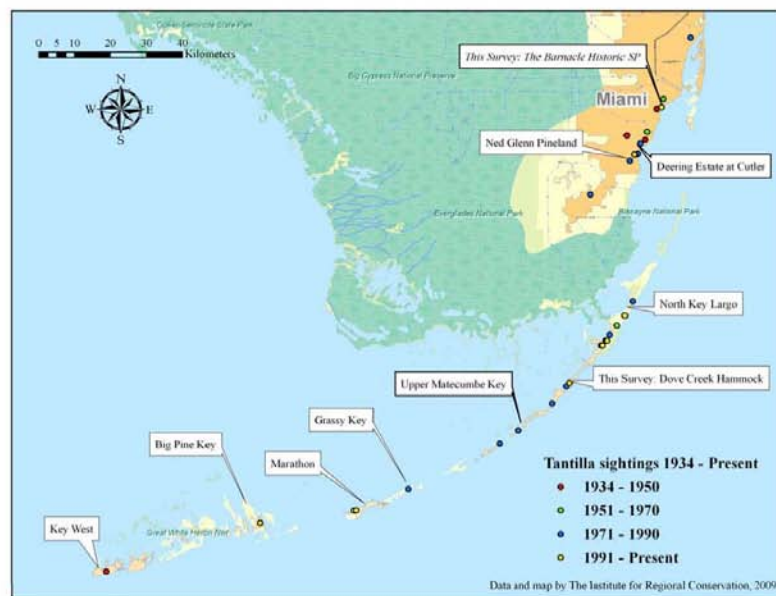 Collier-Seminole State Park
0 5 10 20 30 40
Kilometers
N
W E
S
Big Cypress National Preserve
This Survey: The Barnacle Historic SP
Miami
Ned Glenn Pineland
Deering Estate at Cutler
Everglades National Park
Biscayne National Park
North Key Largo
Upper Matecumbe Key
This Survey: Dove Creek Hammock
Grassy Key
Big Pine Key
Marathon
Key West
Great White Heron NWR
Tantilla sightings 1934 - Present
1934 - 1950
1951 - 1970
1971 - 1990
1991 - Present
Data and map by The Institute for Regional Conservation, 2009